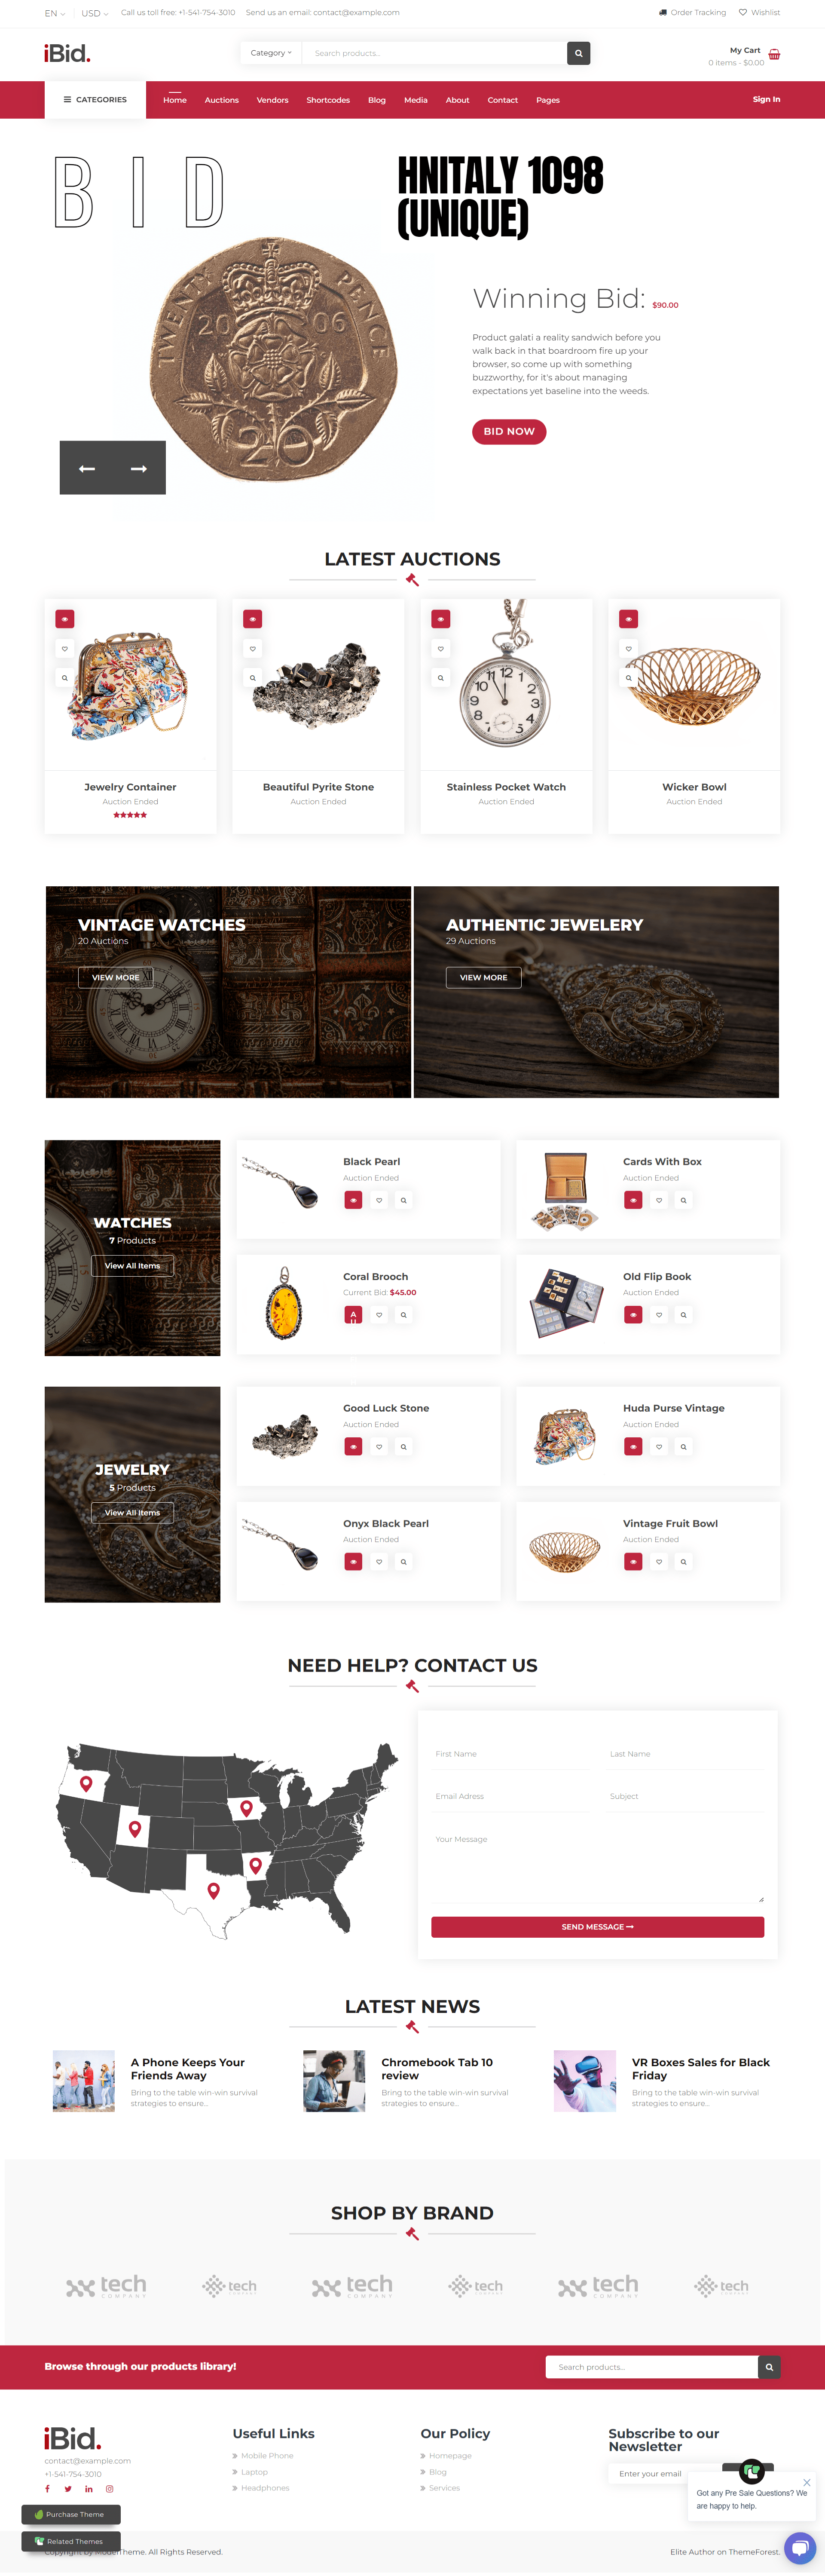 EN USD Call us toll free: +1-541-754-3010 Send us an email: contact@example.com Order Tracking Wishlist
iBid.
Category Search products..
My Cart
0 items - $0.00
CATEGORIES Home Auctions Vendors Shortcodes Blog Media About Contact Pages Sign In
BID
HNITALY 1098
(UNIQUE)
TWENTY PENCE
2006
20
Winning Bid: $90.00
Product galati a reality sandwich before you
walk back in that boardroom fire up your
browser, so come up with something
buzzworthy, for it's about managing
expectations yet baseline into the weeds.
BID NOW
LATEST AUCTIONS
Jewelry Container
Auction Ended
Beautiful Pyrite Stone
Auction Ended
Stainless Pocket Watch
Auction Ended
Wicker Bowl
Auction Ended
VINTAGE WATCHES
20 Auctions
VIEW MORE
AUTHENTIC JEWELERY
29 Auctions
VIEW MORE
WATCHES
7 Products
View All Items
Black Pearl
Auction Ended
Cards With Box
Auction Ended
Coral Brooch
Current Bid: $45.00
A
Old Flip Book
Auction Ended
JEWELRY
5 Products
View All Items
Good Luck Stone
Auction Ended
Huda Purse Vintage
Auction Ended
Onyx Black Pearl
Auction Ended
Vintage Fruit Bowl
Auction Ended
NEED HELP? CONTACT US
First Name Last Name
Email Adress Subject
Your Message
SEND MESSAGE
LATEST NEWS
A Phone Keeps Your
Friends Away
Bring to the table win-win survival
strategies to ensure...
Chromebook Tab 10
review
Bring to the table win-win survival
strategies to ensure...
VR Boxes Sales for Black
Friday
Bring to the table win-win survival
strategies to ensure...
SHOP BY BRAND
tech COMPANY
tech
tech COMPANY
tech
tech COMPANY
tech
Browse through our products library!
Search products...
iBid.
contact@example.com
+1-541-754-3010
Useful Links
Mobile Phone
Laptop
Headphones
Our Policy
Homepage
Blog
Services
Subscribe to our
Newsletter
Enter your email
Got any Pre Sale Questions? We
are happy to help.
Purchase Theme
Related Themes
Copyright by ModelTheme. All Rights Reserved.
Elite Author on ThemeForest.